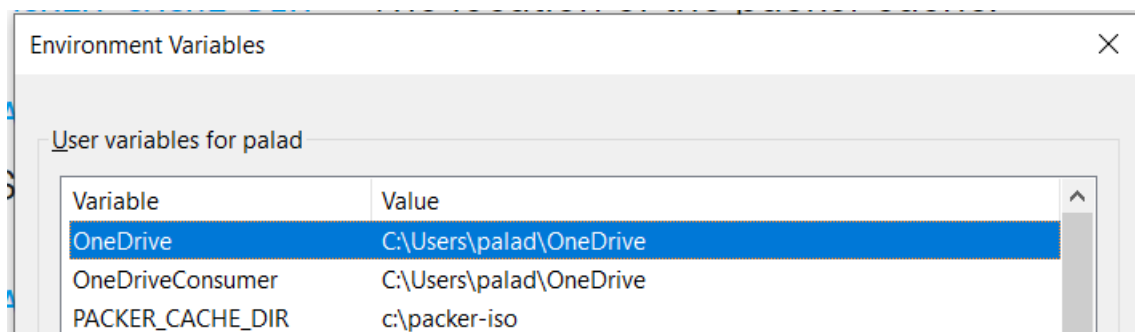 Environment Variables
User variables for palad
Variable Value
OneDrive C:\Users\palad\OneDrive
OneDriveConsumer C:\Users\palad\OneDrive
PACKER_CACHE_DIR c:\packer-iso